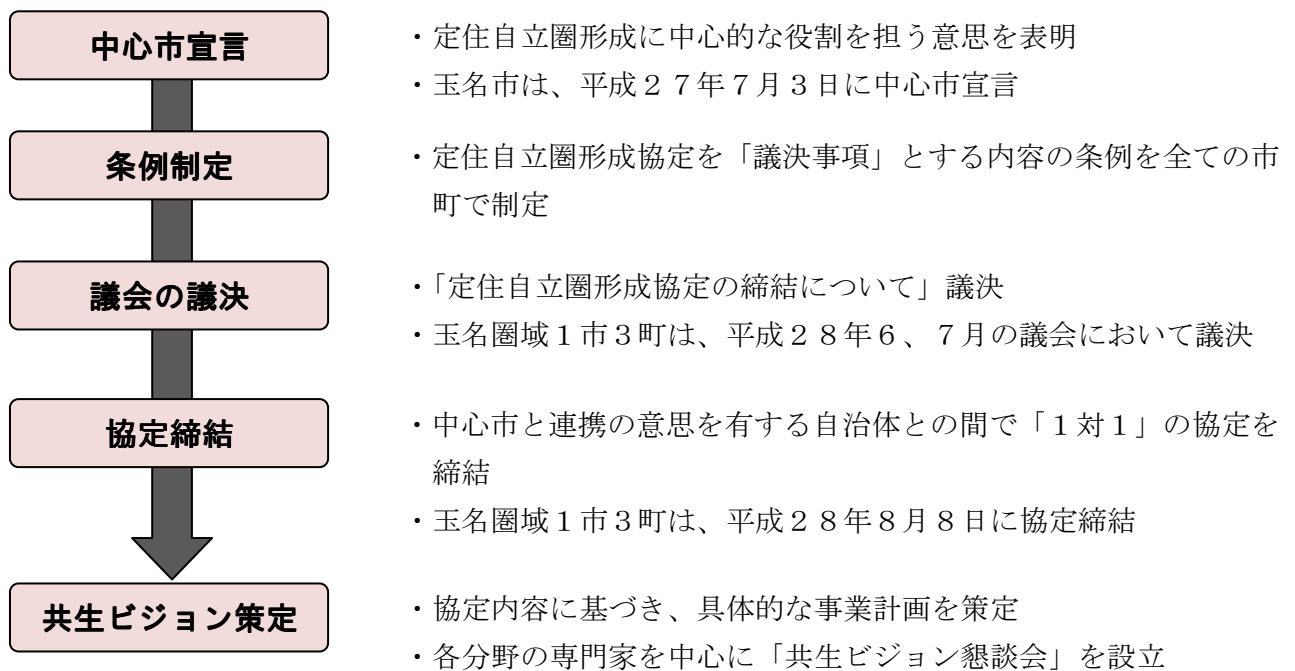 中心市宣言
・定住自立圏形成に中心的な役割を担う意思を表明
・玉名市は、平成２７年７月３日に中心市宣言
条例制定
・定住自立圏形成協定を「議決事項」とする内容の条例を全ての市
町で制定
議会の議決
・「定住自立圏形成協定の締結について」議決
・玉名圏域１市３町は、平成２８年６、７月の議会において議決
協定締結
・中心市と連携の意思を有する自治体との間で「１対１」の協定を
締結
・玉名圏域１市３町は、平成２８年８月８日に協定締結
共生ビジョン策定
・協定内容に基づき、具体的な事業計画を策定
・各分野の専門家を中心に「共生ビジョン懇談会」を設立